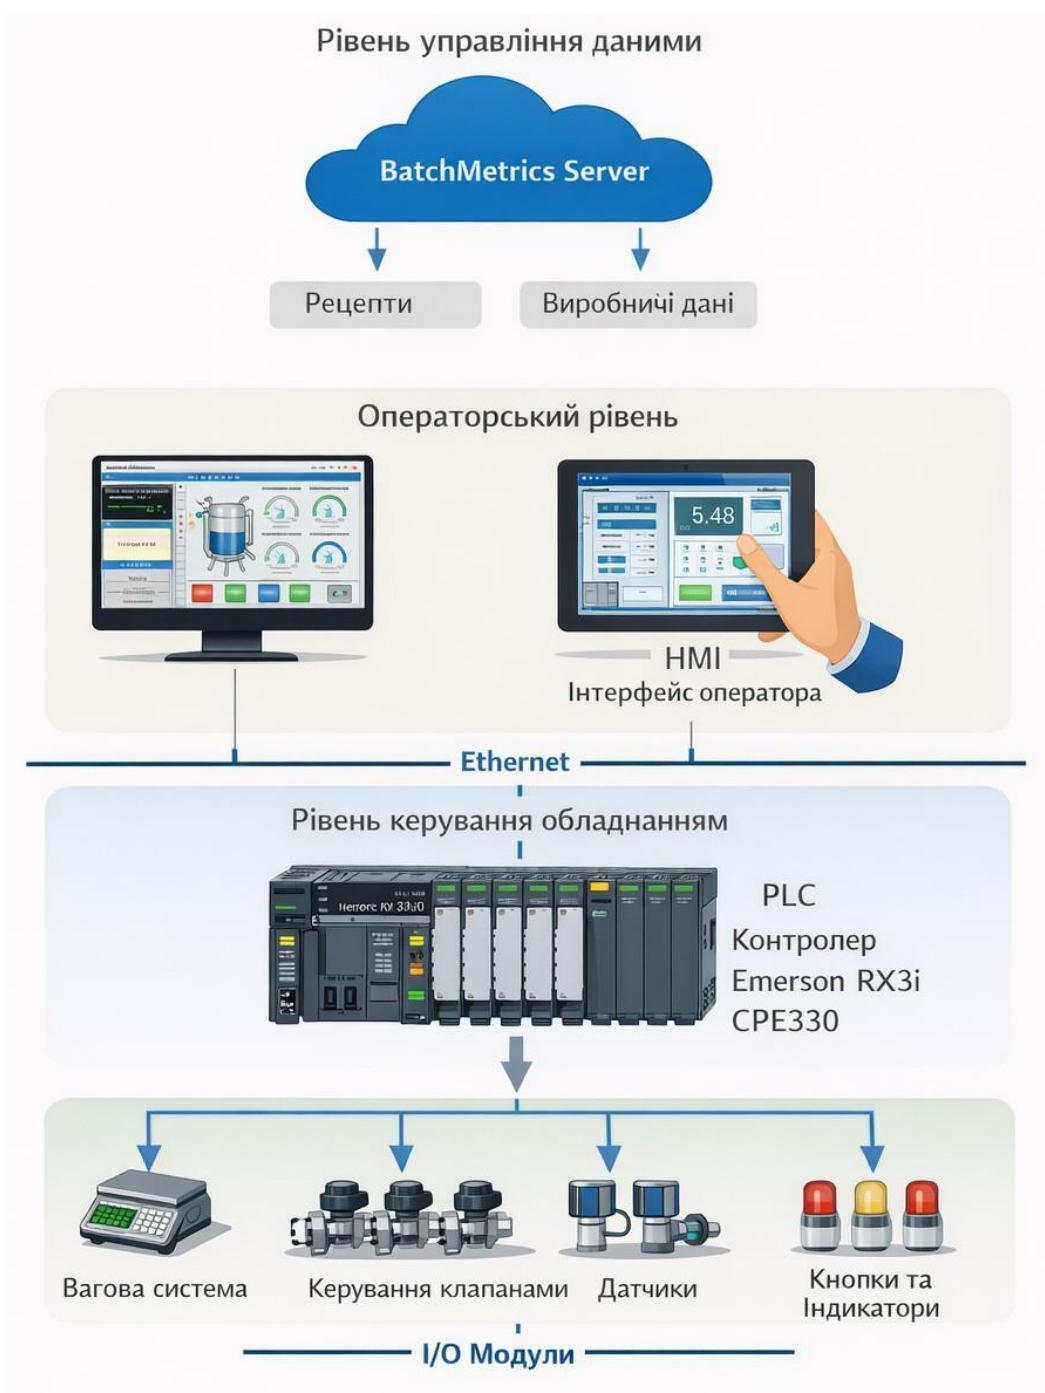 Рівень управління даними
BatchMetrics Server
Рецепти
Виробничі дані
Операторський рівень
5.48
HMI
Інтерфейс оператора
Ethernet
Рівень керування обладнанням
PLC
Контролер
Emerson RX3i
CPE330
Вагова система
Керування клапанами
Датчики
Кнопки та
Індикатори
I/O Модули